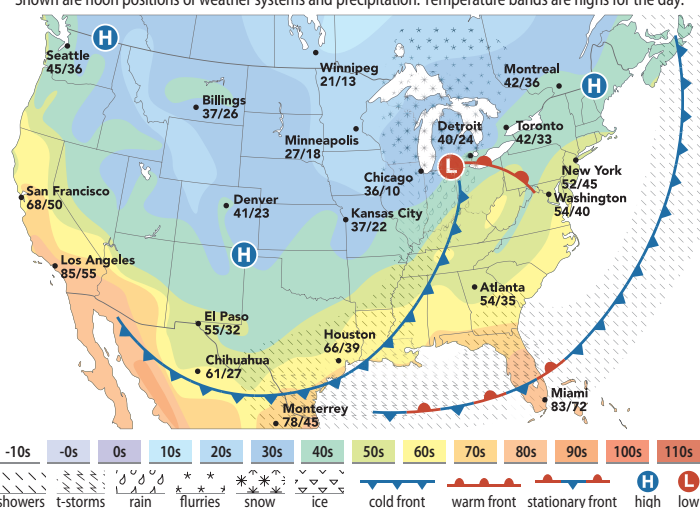 Shown are noon positions of weather systems and precipitation. Temperature bands are highs for the day.
H
Seattle
45/36
Winnipeg
21/13
Montreal
42/36
H
Billings
37/26
Minneapolis
27/18
Detroit
40/24
Toronto
42/33
L
Chicago
36/10
New York
52/45
San Francisco
68/50
Denver
41/23
Kansas City
37/22
Washington
54/40
H
Los Angeles
85/55
Atlanta
54/35
El Paso
55/32
Houston
66/39
Chihuahua
61/27
Monterrey
78/45
Miami
83/72
-10s -0s 0s 10s 20s 30s 40s 50s 60s 70s 80s 90s 100s 110s
H L
showers t-storms rain flurries snow ice cold front warm front stationary front high low